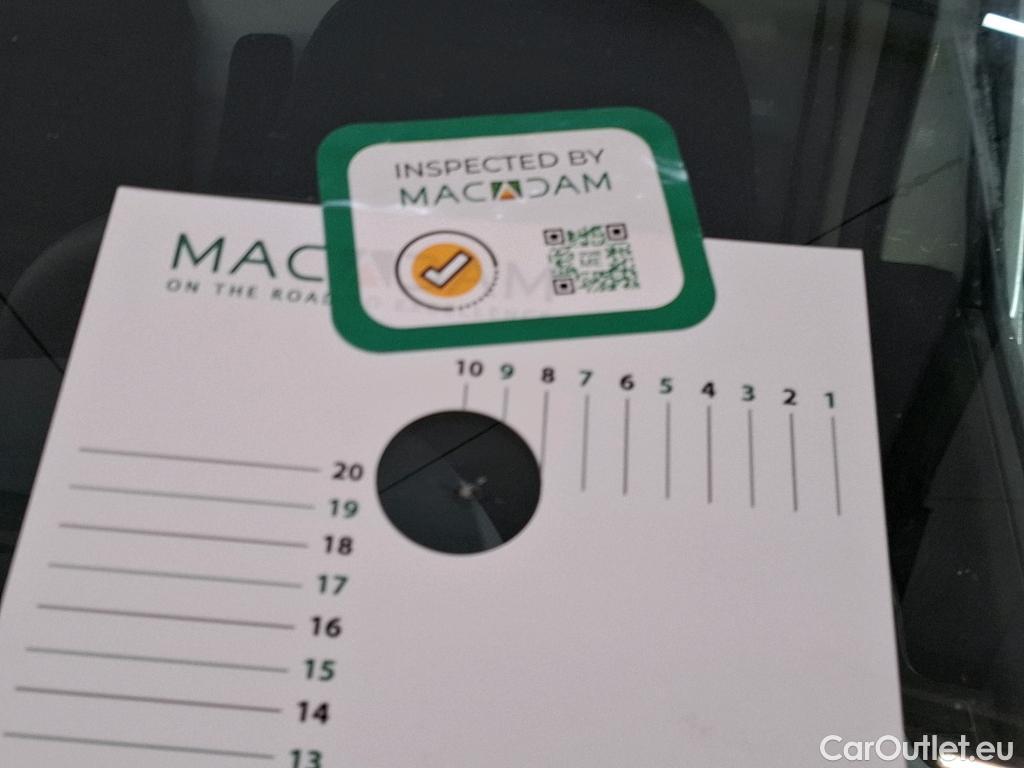 INSPECTED BY
MACADAM
MAC
ON THE ROAD
10 9 8 7 6 5 4 3 2 1
20
19
18
17
16
15
14
13
CarOutlet.eu